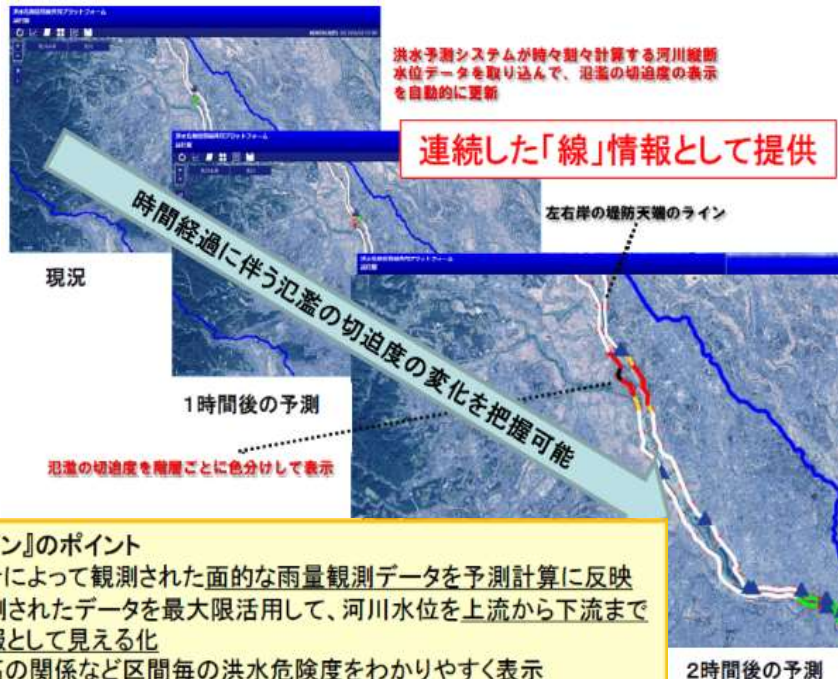 洪水予測システムが時々刻々計算する河川縦断
水位データを取り込んで、氾濫の切迫度の表示
を自動的に更新
連続した「線」情報として提供
左右岸の堤防天端のライン
現況
時間経過に伴う氾濫の切迫度の変化を把握可能
1時間後の予測
氾濫の切迫度を階層ごとに色分けして表示
ン』のポイント
によって観測された面的な雨量観測データを予測計算に反映
測されたデータを最大限活用して、河川水位を上流から下流まで
報として見える化
の関係など区間毎の洪水危険度をわかりやすく表示
2時間後の予測